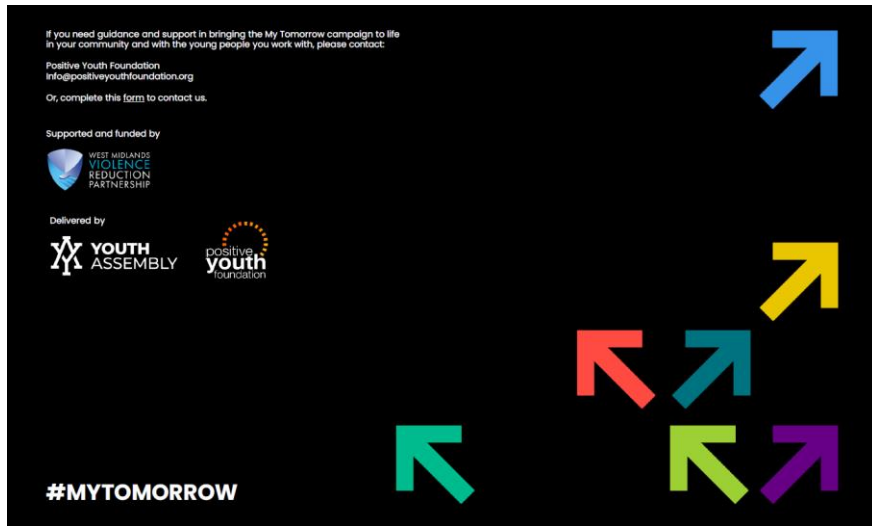 If you need guidance and support in bringing the My Tomorrow campaign to life
in your community and with the young people you work with, please contact:
Positive Youth Foundation
Info@positiveyouthfoundation.org
Or, complete this form to contact us.
Supported and funded by
WEST MIDLANDS
VIOLENCE
REDUCTION
PARTNERSHIP
Delivered by
YA YOUTH
ASSEMBLY
positive
youth
foundation
#MYTOMORROW